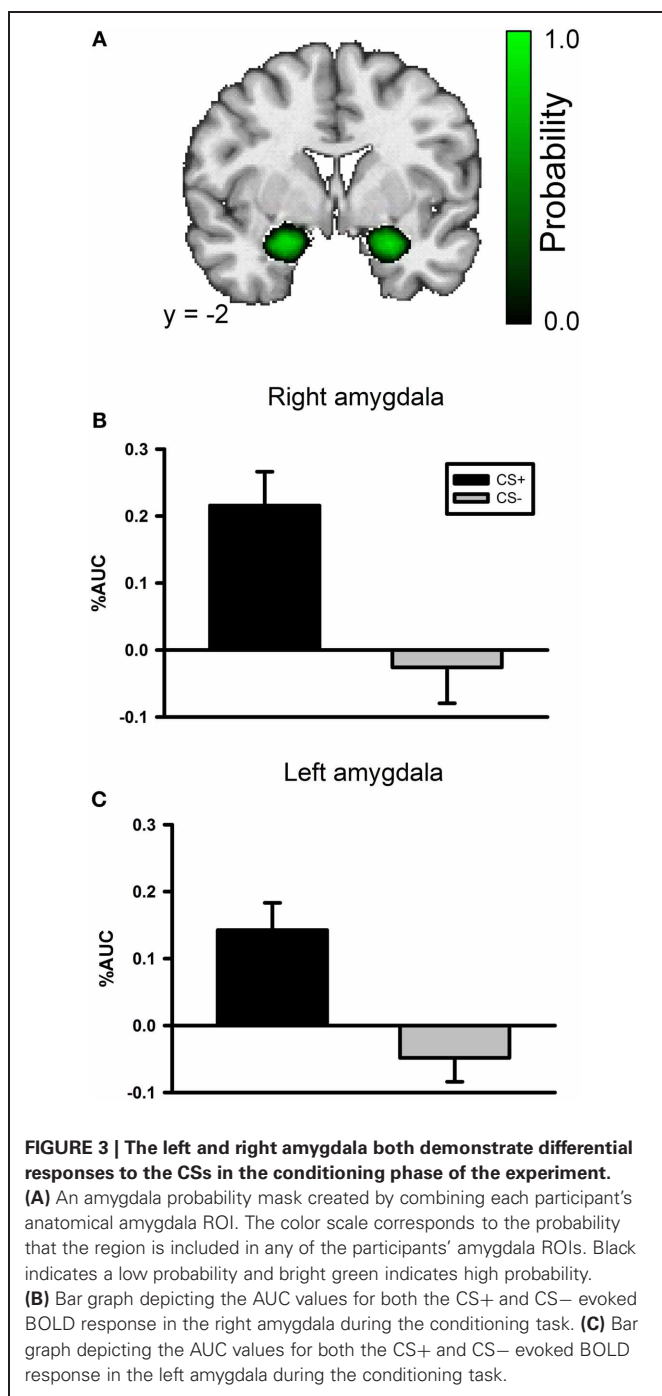 A
1.0
Probability
0.0
y = -2
Right amygdala
B
0.3
CS+
CS-
0.2
%AUC
0.1
0.0
-0.1
Left amygdala
C
0.3
0.2
%AUC
0.1
0.0
-0.1
FIGURE 3 | The left and right amygdala both demonstrate differential
responses to the CSs in the conditioning phase of the experiment.
(A) An amygdala probability mask created by combining each participant's
anatomical amygdala ROI. The color scale corresponds to the probability
that the region is included in any of the participants' amygdala ROIs. Black
indicates a low probability and bright green indicates high probability.
(B) Bar graph depicting the AUC values for both the CS+ and CS− evoked
BOLD response in the right amygdala during the conditioning task. (C) Bar
graph depicting the AUC values for both the CS+ and CS− evoked BOLD
response in the left amygdala during the conditioning task.